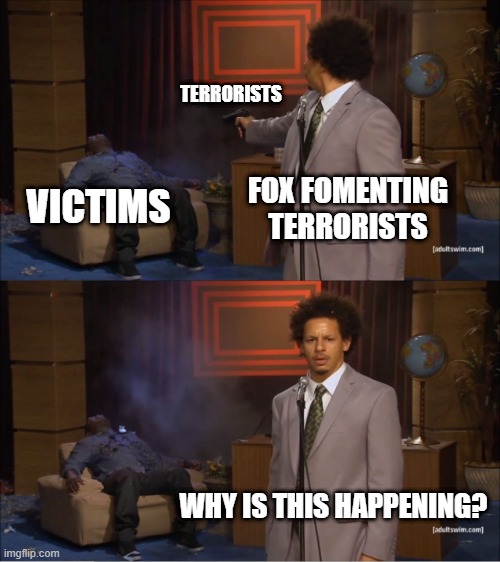 TERRORISTS
VICTIMS
FOX FOMENTING
TERRORISTS
[adultswim.com]
WHY IS THIS HAPPENING?
[adultswim.com]
imgflip.com